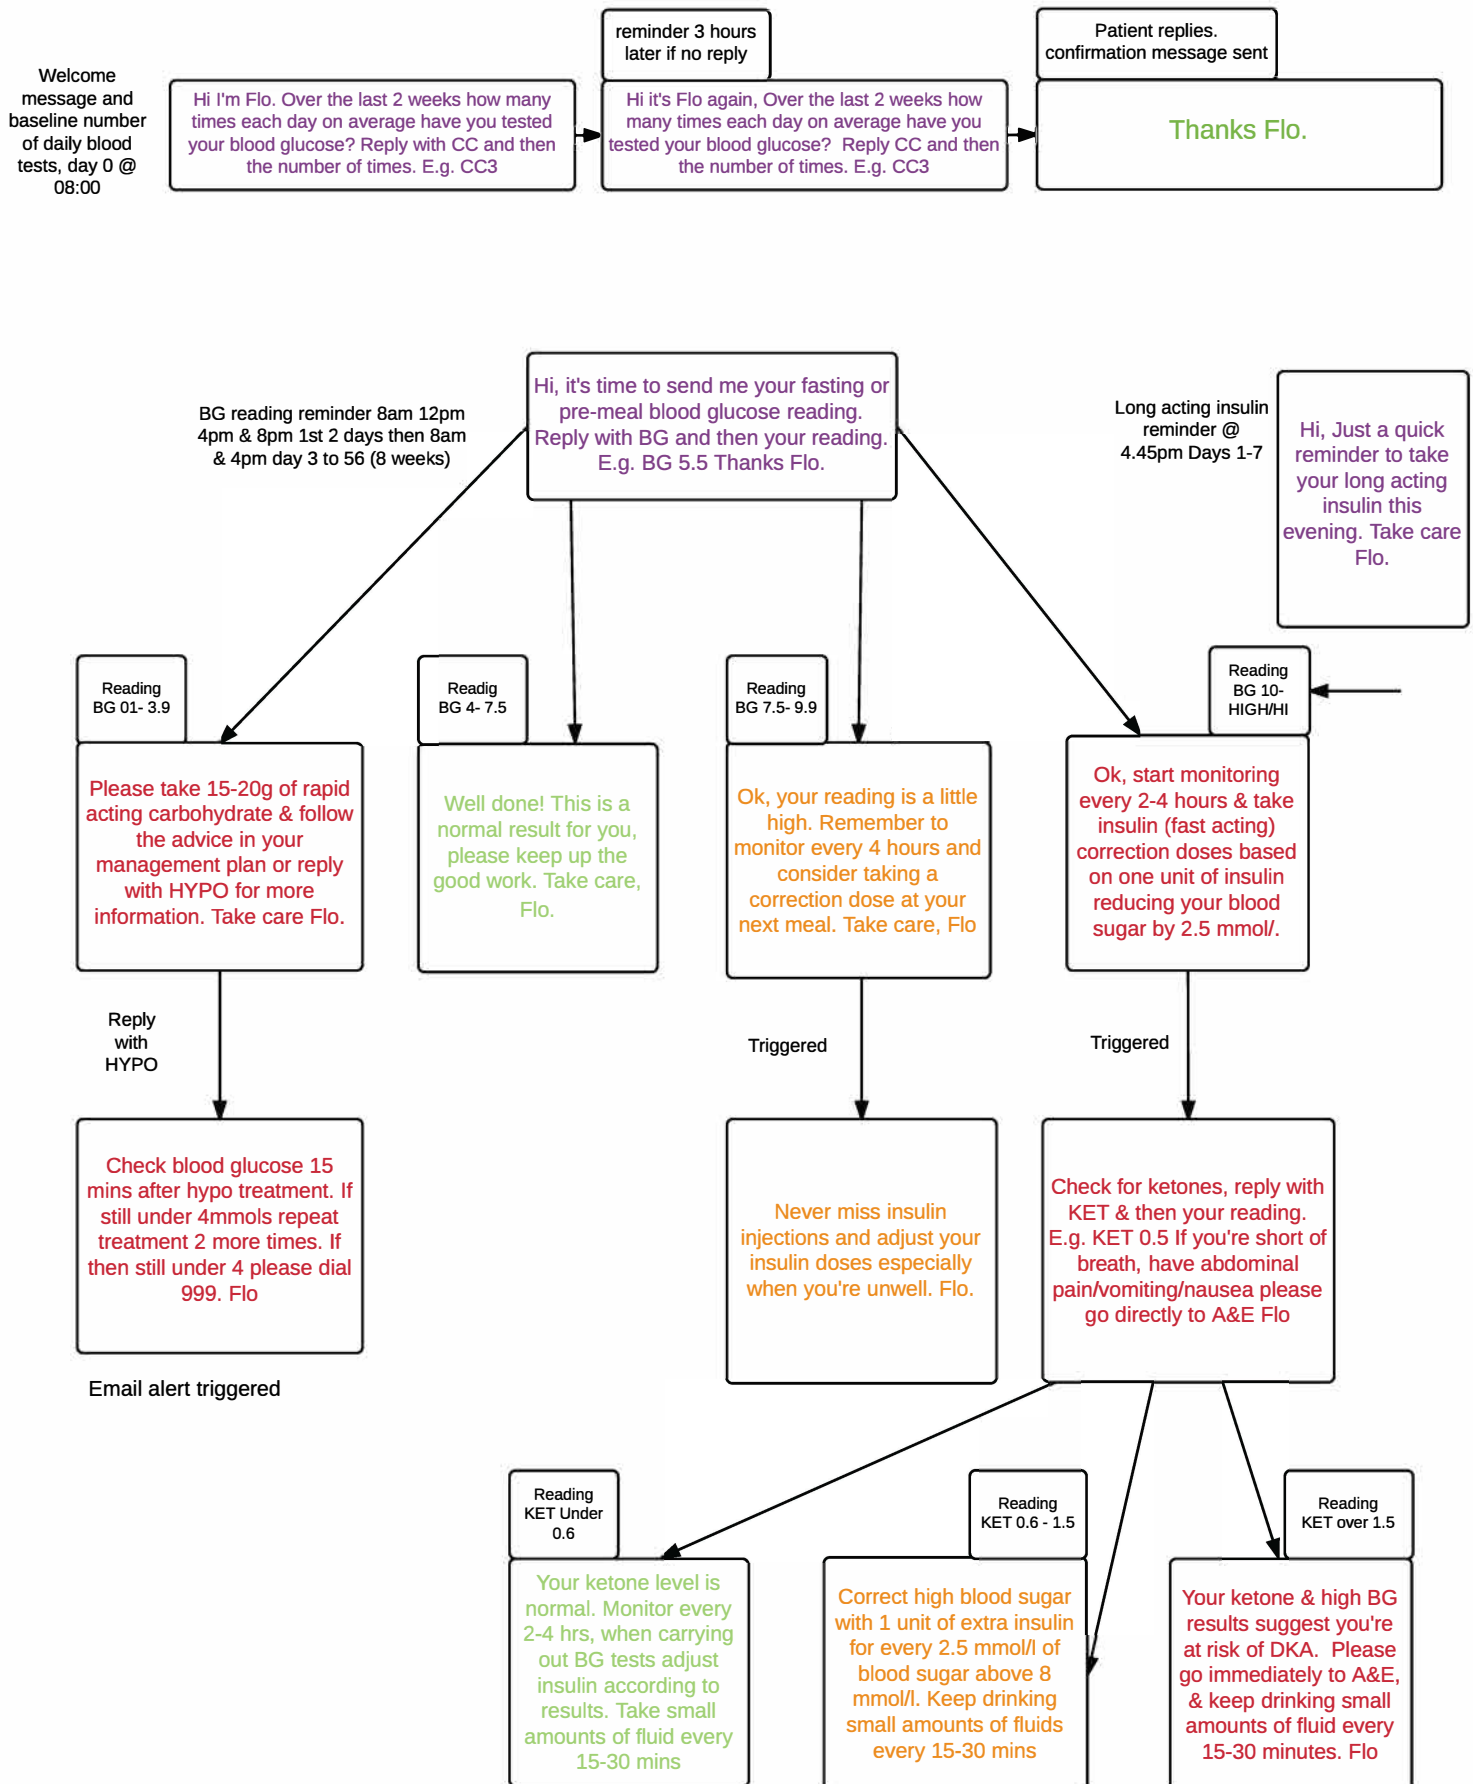 Welcome
message and
baseline number
of daily blood
tests, day 0 @
08:00
Hi I'm Flo. Over the last 2 weeks how many
times each day on average have you tested
your blood glucose? Reply with CC and then
the number of times. E.g. CC3
reminder 3 hours
later if no reply
Hi it's Flo again, Over the last 2 weeks how
many times each day on average have you
tested your blood glucose?  Reply CC and then
the number of times. E.g. CC3
Patient replies.
confirmation message sent
Thanks Flo.
BG reading reminder 8am 12pm
4pm & 8pm 1st 2 days then 8am
& 4pm day 3 to 56 (8 weeks)
Hi, it's time to send me your fasting or
pre-meal blood glucose reading.
Reply with BG and then your reading.
E.g. BG 5.5 Thanks Flo.
Long acting insulin
reminder @
4.45pm Days 1-7
Hi, Just a quick
reminder to take
your long acting
insulin this
evening. Take care
Flo.
Reading
BG 01- 3.9
Please take 15-20g of rapid
acting carbohydrate & follow
the advice in your
management plan or reply
with HYPO for more
information. Take care Flo.
Readig
BG 4- 7.5
Well done! This is a
normal result for you,
please keep up the
good work. Take care,
Flo.
Reading
BG 7.5- 9.9
Ok, your reading is a little
high. Remember to
monitor every 4 hours and
consider taking a
correction dose at your
next meal. Take care, Flo
Reading
BG 10-
HIGH/HI
Ok, start monitoring
every 2-4 hours & take
insulin (fast acting)
correction doses based
on one unit of insulin
reducing your blood
sugar by 2.5 mmol/.
Reply
with
HYPO
Triggered
Triggered
Check blood glucose 15
mins after hypo treatment. If
still under 4mmols repeat
treatment 2 more times. If
then still under 4 please dial
999. Flo
Email alert triggered
Never miss insulin
injections and adjust your
insulin doses especially
when you're unwell. Flo.
Check for ketones, reply with
KET & then your reading.
E.g. KET 0.5 If you're short of
breath, have abdominal
pain/vomiting/nausea please
go directly to A&E Flo
Reading
KET Under
0.6
Your ketone level is
normal. Monitor every
2-4 hrs, when carrying
out BG tests adjust
insulin according to
results. Take small
amounts of fluid every
15-30 mins
Reading
KET 0.6 - 1.5
Correct high blood sugar
with 1 unit of extra insulin
for every 2.5 mmol/l of
blood sugar above 8
mmol/l. Keep drinking
small amounts of fluids
every 15-30 mins
Reading
KET over 1.5
Your ketone & high BG
results suggest you're
at risk of DKA.  Please
go immediately to A&E,
& keep drinking small
amounts of fluid every
15-30 minutes. Flo